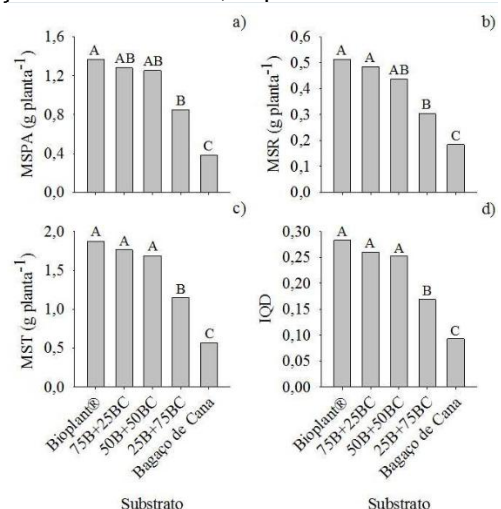 a)
MSPA (g planta⁻¹)
1,6
1,2
0,8
0,4
0,0
A
AB
AB
B
C
b)
MSR (g planta⁻¹)
0,6
0,5
0,4
0,3
0,2
0,1
0,0
A
A
AB
B
C
c)
MST (g planta⁻¹)
2,0
1,5
1,0
0,5
0,0
A
A
A
B
C
Bioplant®
75B+25BC
50B+50BC
25B+75BC
Bagaço de Cana
Substrato
d)
IQD
0,30
0,25
0,20
0,15
0,10
0,05
0,00
A
A
A
B
C
Bioplant®
75B+25BC
50B+50BC
25B+75BC
Bagaço de Cana
Substrato